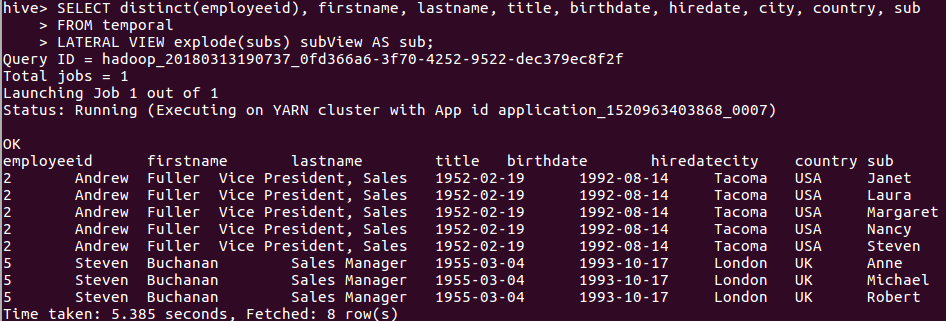 hive> SELECT distinct(employeeid), firstname, lastname, title, birthdate, hiredate, city, country, sub
    > FROM temporal
    > LATERAL VIEW explode(subs) subView AS sub;
Query ID = hadoop_20180313190737_0fd366a6-3f70-4252-9522-dec379ec8f2f
Total jobs = 1
Launching Job 1 out of 1
Status: Running (Executing on YARN cluster with App id application_1520963403868_0007)

OK
employeeid	firstname	lastname	title	birthdate	hiredatecity	country	sub
2	Andrew	Fuller	Vice President, Sales	1952-02-19	1992-08-14	Tacoma	USA	Janet
2	Andrew	Fuller	Vice President, Sales	1952-02-19	1992-08-14	Tacoma	USA	Laura
2	Andrew	Fuller	Vice President, Sales	1952-02-19	1992-08-14	Tacoma	USA	Margaret
2	Andrew	Fuller	Vice President, Sales	1952-02-19	1992-08-14	Tacoma	USA	Nancy
2	Andrew	Fuller	Vice President, Sales	1952-02-19	1992-08-14	Tacoma	USA	Steven
5	Steven	Buchanan	Sales Manager	1955-03-04	1993-10-17	London	UK	Anne
5	Steven	Buchanan	Sales Manager	1955-03-04	1993-10-17	London	UK	Michael
5	Steven	Buchanan	Sales Manager	1955-03-04	1993-10-17	London	UK	Robert
Time taken: 5.385 seconds, Fetched: 8 row(s)